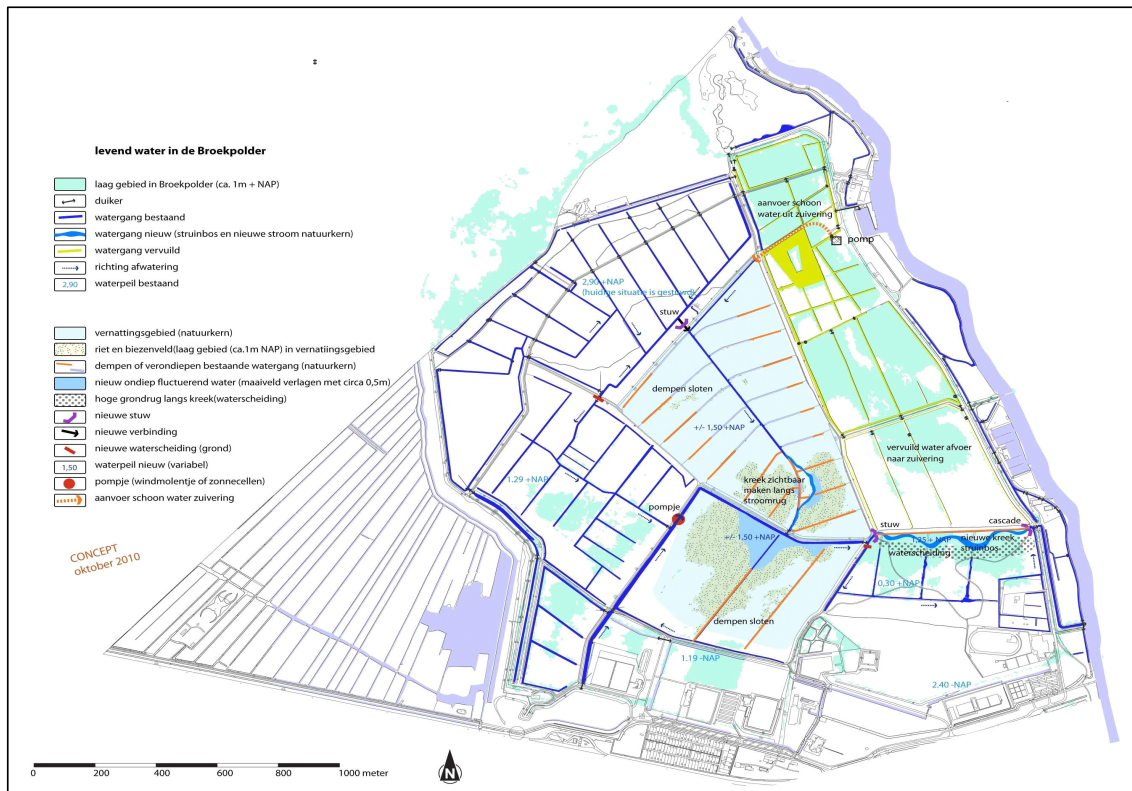 levend water in de Broekpolder
laag gebied in Broekpolder (ca. 1m + NAP)
duiker
watergang bestaand
watergang nieuw (struinbos en nieuwe stroom natuurkern)
watergang vervuild
richting afwatering
2,90 waterpeil bestaand
vernattingsgebied (natuurkern)
riet en biezenveld(laag gebied (ca.1m NAP) in vernatiingsgebied
dempen of verondiepen bestaande watergang (natuurkern)
nieuw ondiep fluctuerend water (maaiveld verlagen met circa 0,5m)
hoge grondrug langs kreek(waterscheiding)
nieuwe stuw
nieuwe verbinding
nieuwe waterscheiding (grond)
1,50 waterpeil nieuw (variabel)
pompje (windmolentje of zonnecellen)
aanvoer schoon water zuivering
CONCEPT
oktober 2010
0 200 400 600 800 1000 meter
N
aanvoer schoon
water uit zuivering
pomp
2,90 +NAP
(huidige situatie is gestuwd)
stuw
dempen sloten
+/- 1,50 +NAP
vervuild water afvoer
naar zuivering
kreek zichtbaar
maken langs
stroomrug
1.29 +NAP
pompje
+/- 1,50 +NAP
stuw
cascade
1,25 + NAP
nieuwe kreek
struinbos
waterscheiding
0,30 +NAP
dempen sloten
1.19 -NAP
2.40 -NAP